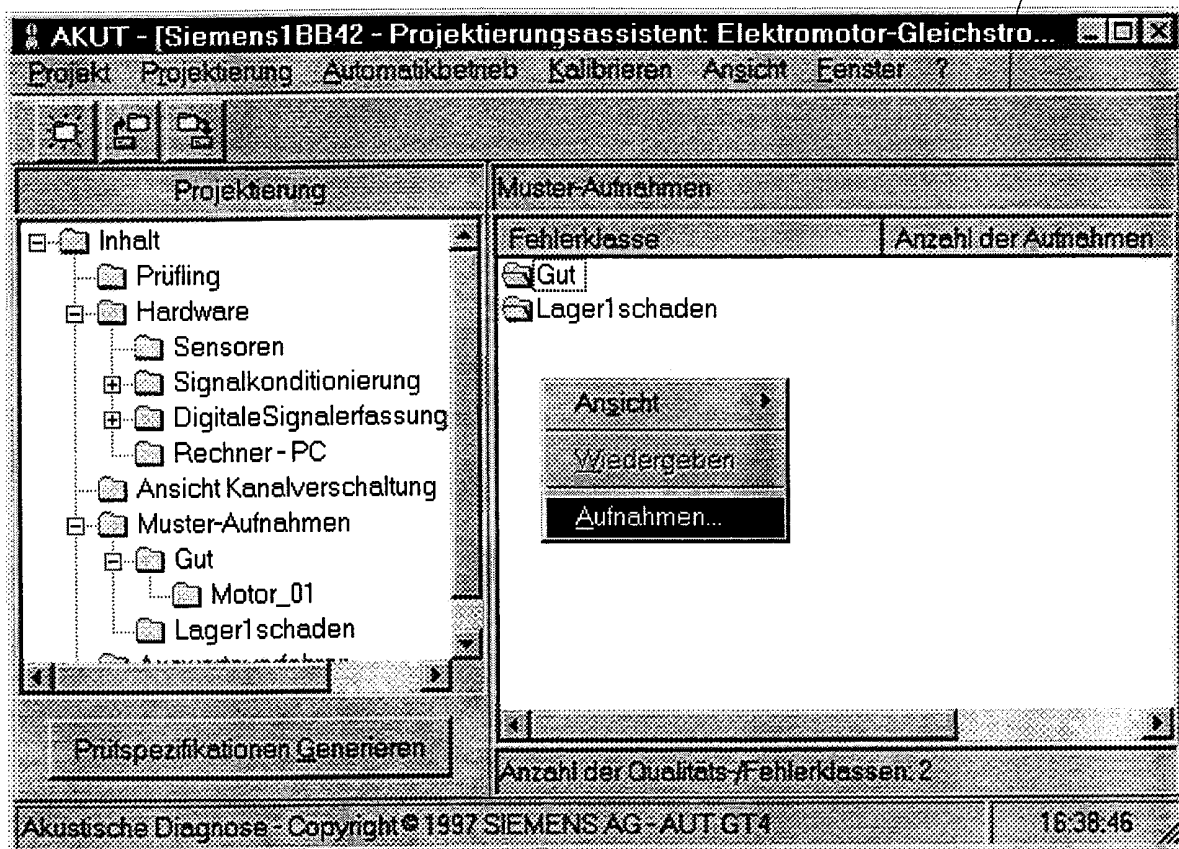 AKUT - [Siemens1BB42 - Projektierungsassistent: Elektromotor-Gleichstro...
Projekt Projektierung Automatikbetrieb Kalibrieren Ansicht Fenster ?
Projektierung
Inhalt
Prüfling
Hardware
Sensoren
Signalkonditionierung
DigitaleSignalerfassung
Rechner-PC
Ansicht Kanalverschaltung
Muster-Aufnahmen
Gut
Motor_01
Lager1schaden
Prüfspezifikationen Generieren
Muster-Aufnahmen
Fehlerklasse Anzahl der Aufnahmen
Gut
Lager1schaden
Ansicht
Wiedergeben
Aufnahmen...
Anzahl der Qualitäts-/Fehlerklassen: 2
Akustische Diagnose - Copyright © 1997 SIEMENS AG - AUT GT4 16:38:46